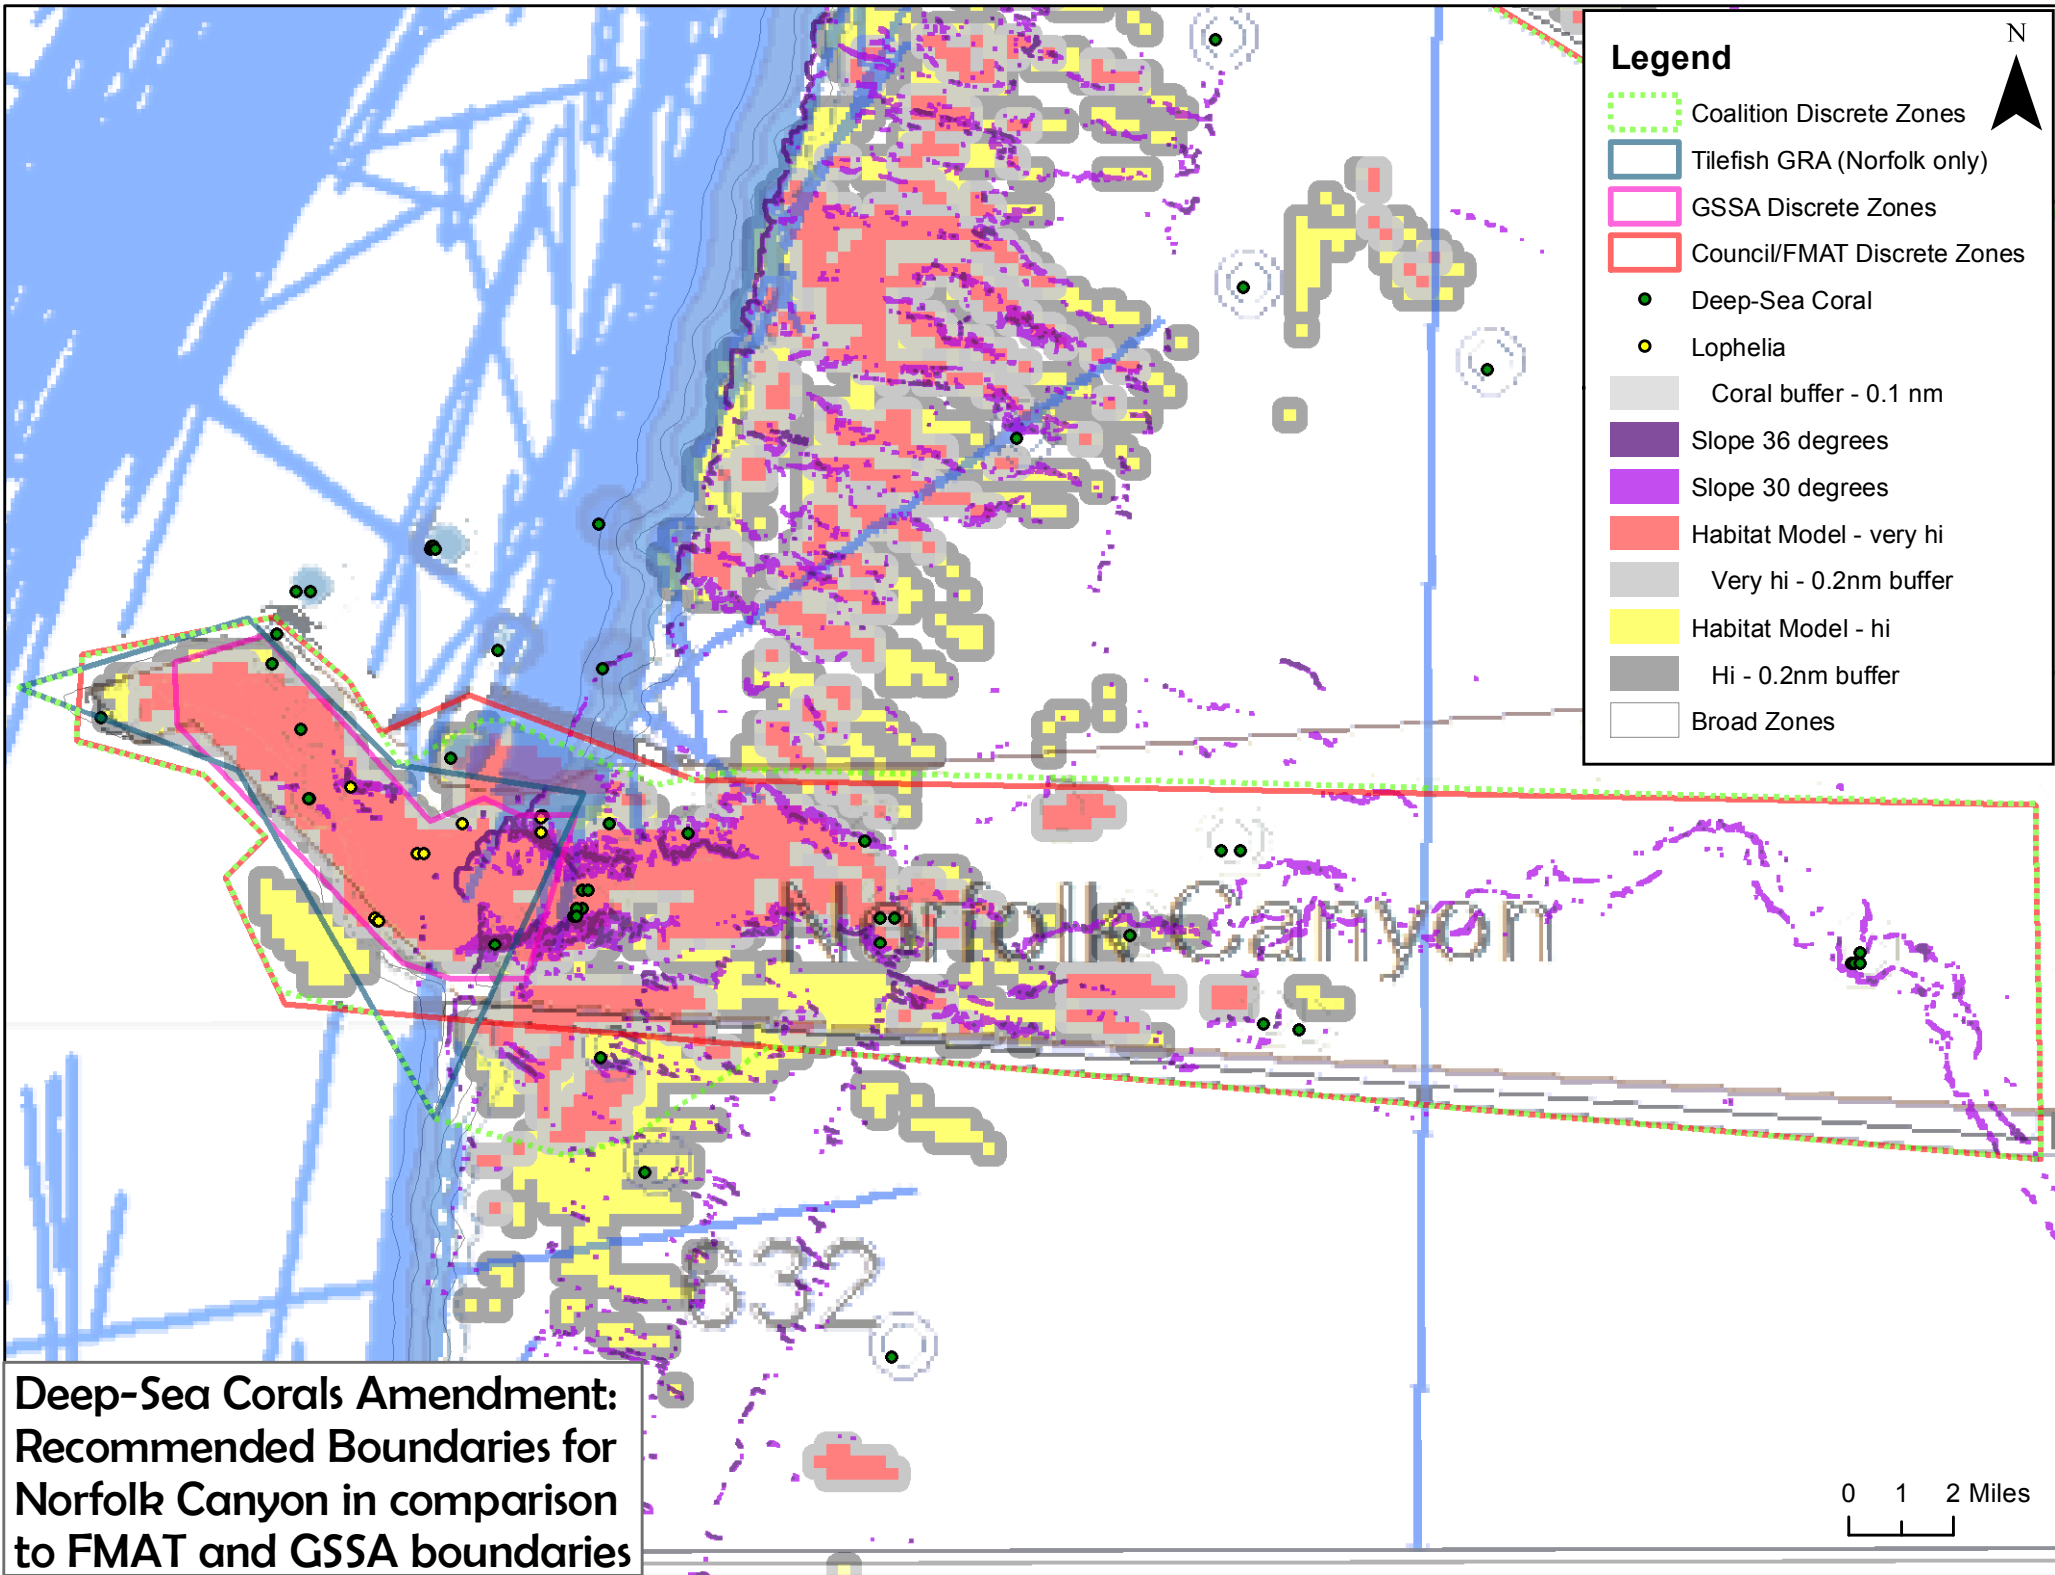 Legend
N
Coalition Discrete Zones
Tilefish GRA (Norfolk only)
GSSA Discrete Zones
Council/FMAT Discrete Zones
Deep-Sea Coral
Lophelia
Coral buffer - 0.1 nm
Slope 36 degrees
Slope 30 degrees
Habitat Model - very hi
Very hi - 0.2nm buffer
Habitat Model - hi
Hi - 0.2nm buffer
Broad Zones
Norfolk Canyon
632
Deep-Sea Corals Amendment:
Recommended Boundaries for
Norfolk Canyon in comparison
to FMAT and GSSA boundaries
0 1 2 Miles